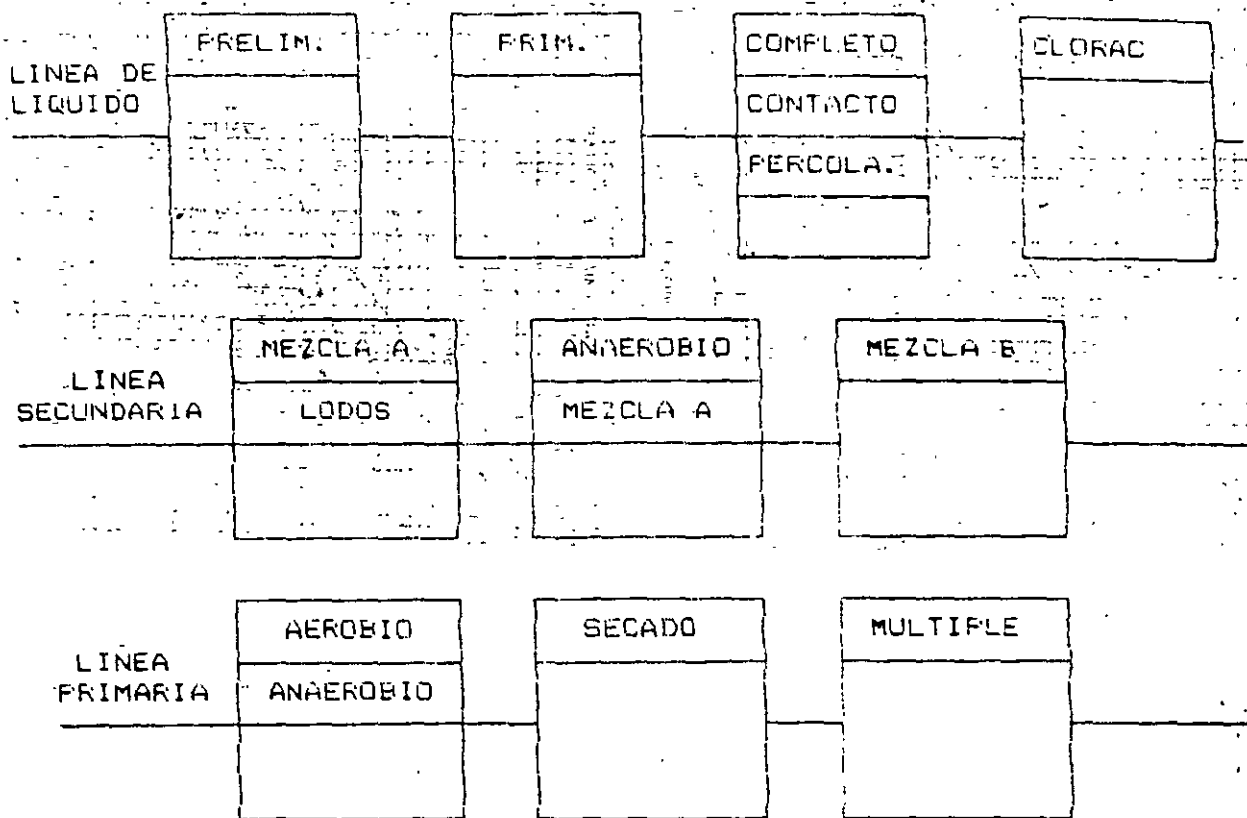 PRELIM.
PRIM.
COMPLETO
CLORAC
LINEA DE
LIQUIDO
CONTACTO
PERCOLA.
MEZCLA A
ANAEROBIO
MEZCLA B
LINEA
SECUNDARIA
LODOS
MEZCLA A
AEROBIO
SECADO
MULTIPLE
LINEA
PRIMARIA
ANAEROBIO